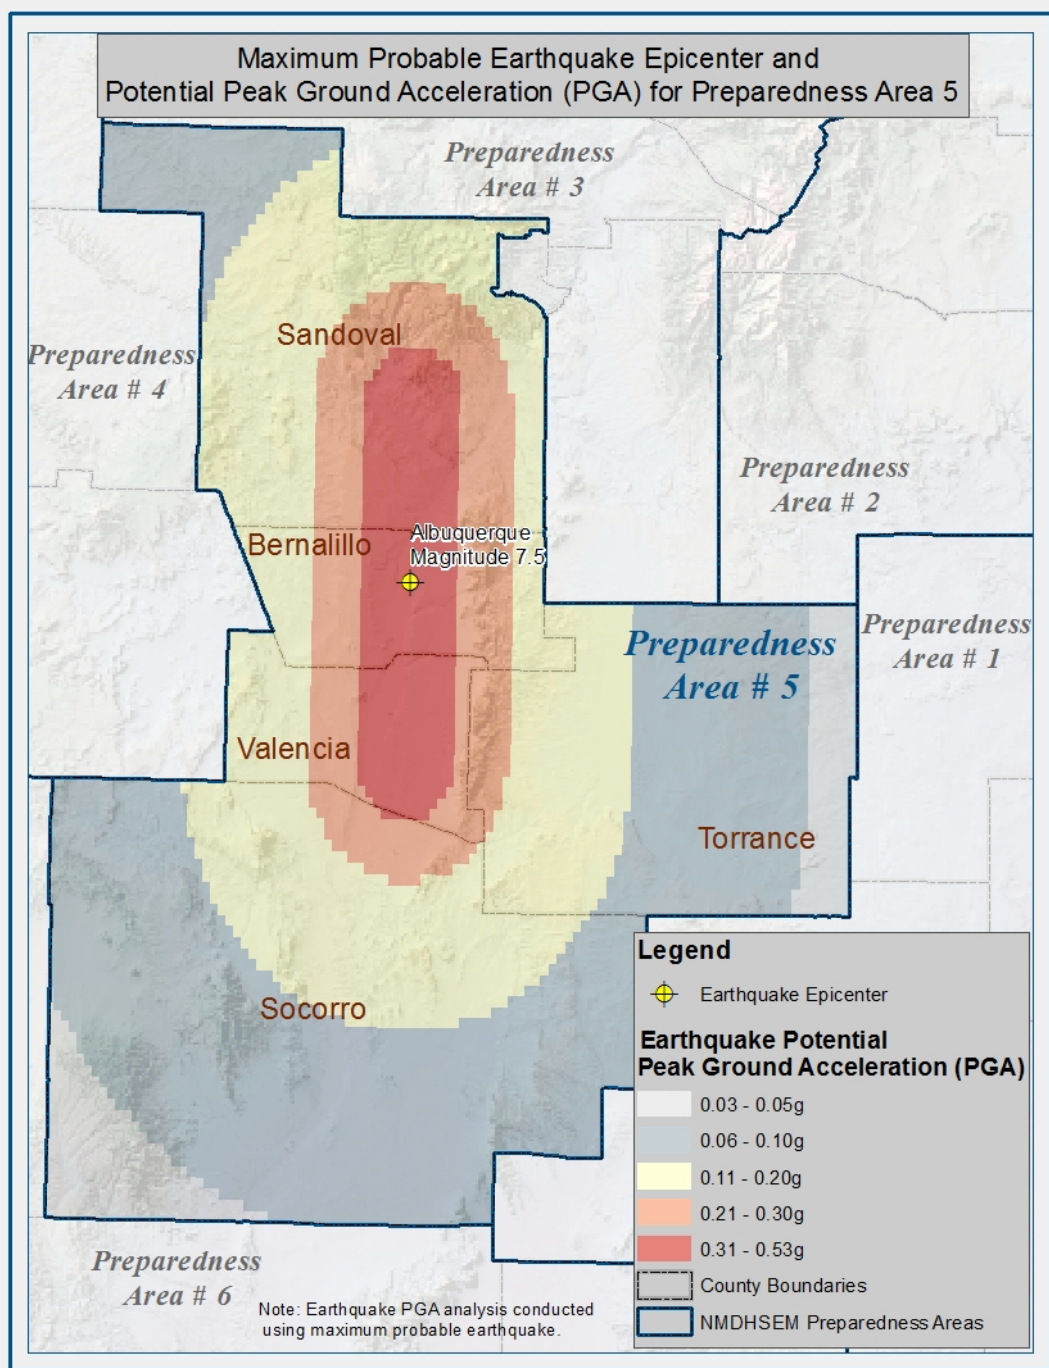 Maximum Probable Earthquake Epicenter and
Potential Peak Ground Acceleration (PGA) for Preparedness Area 5
Preparedness
Area # 3
Sandoval
Preparedness
Area # 4
Preparedness
Area # 2
Albuquerque
Magnitude 7.5
Bernalillo
Preparedness
Area # 5
Preparedness
Area # 1
Valencia
Torrance
Socorro
Legend
Earthquake Epicenter
Earthquake Potential
Peak Ground Acceleration (PGA)
0.03 - 0.05g
0.06 - 0.10g
0.11 - 0.20g
0.21 - 0.30g
0.31 - 0.53g
County Boundaries
NMDHSEM Preparedness Areas
Preparedness
Area # 6
Note: Earthquake PGA analysis conducted
using maximum probable earthquake.